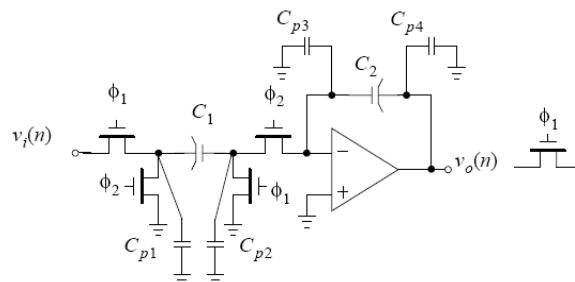 C_{p3}
C_{p4}
C_2
ϕ_1
C_1
ϕ_2
ϕ_1
v_i(n)
−
v_o(n)
ϕ_2
ϕ_1
+
C_{p1}
C_{p2}